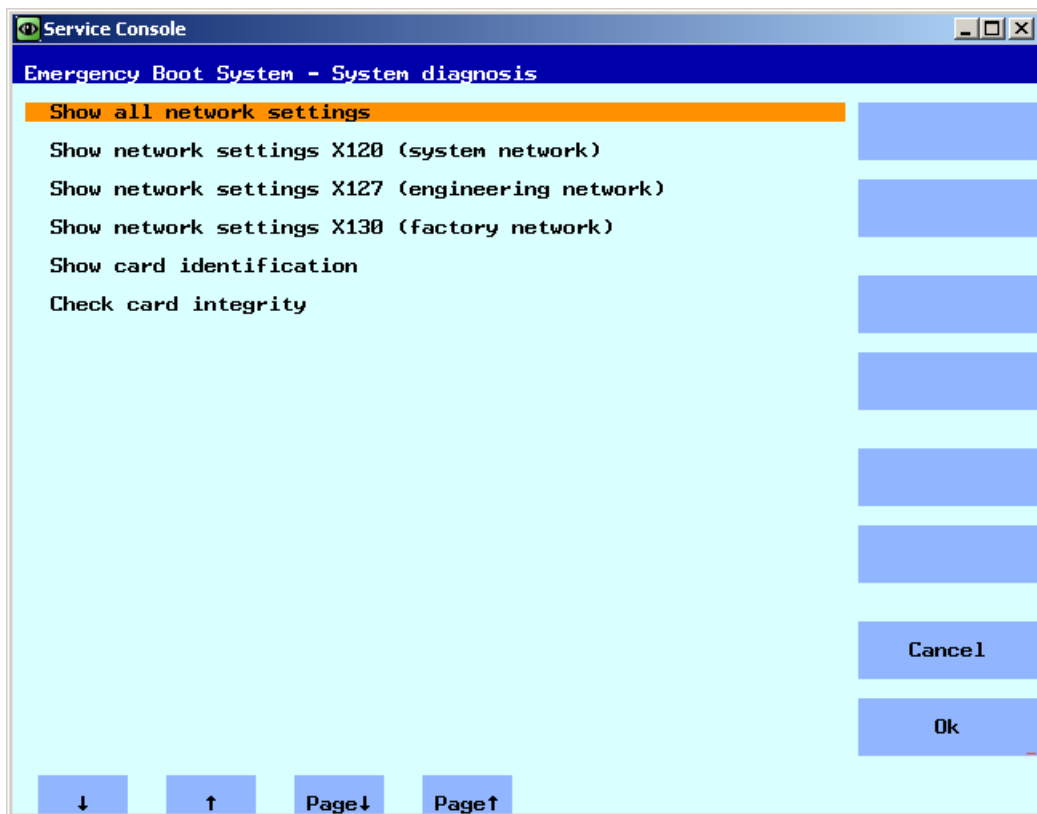 Service Console
Emergency Boot System - System diagnosis
Show all network settings
Show network settings X120 (system network)
Show network settings X127 (engineering network)
Show network settings X130 (factory network)
Show card identification
Check card integrity
Cancel
Ok
↓ ↑ Page↓ Page↑